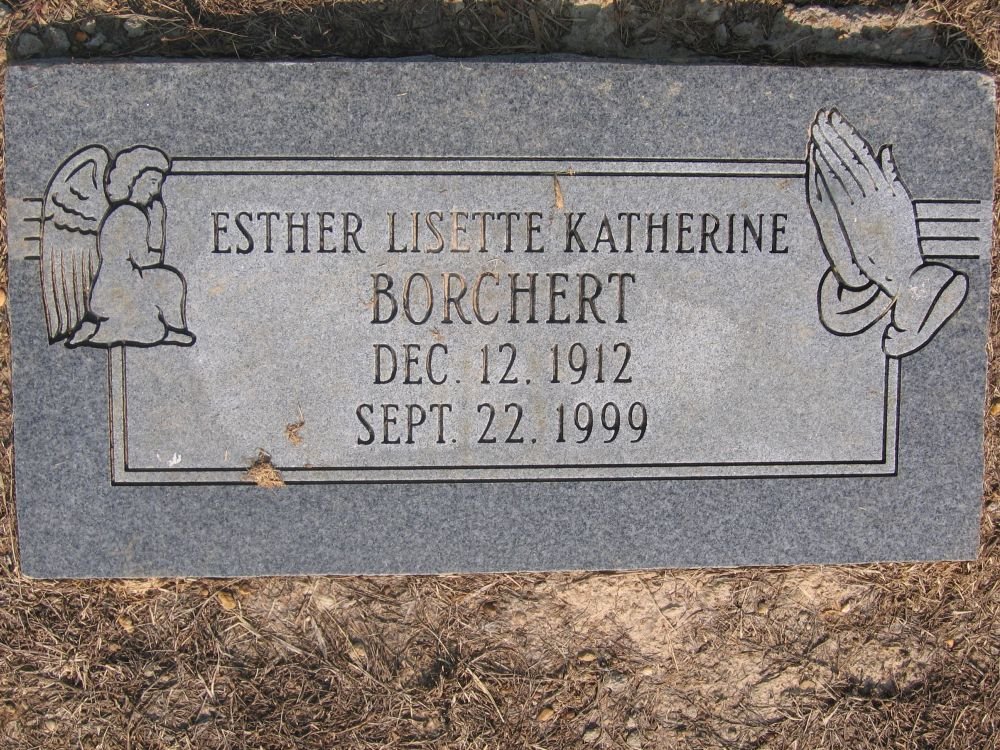 ESTHER LISETTE KATHERINE
BORCHERT
DEC. 12, 1912
SEPT. 22, 1999